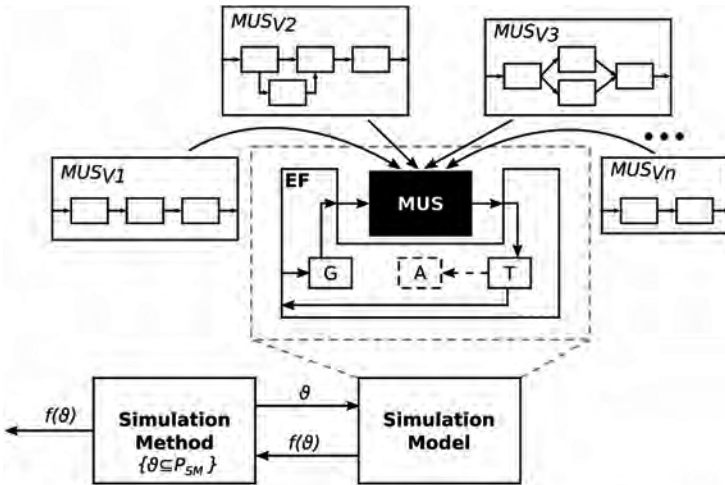 MUSV2
MUSV3
MUSV1
MUSVn
EF
MUS
G
A
T
f(ϑ)
Simulation
Method
{ϑ⊆PSM}
ϑ
f(ϑ)
Simulation
Model